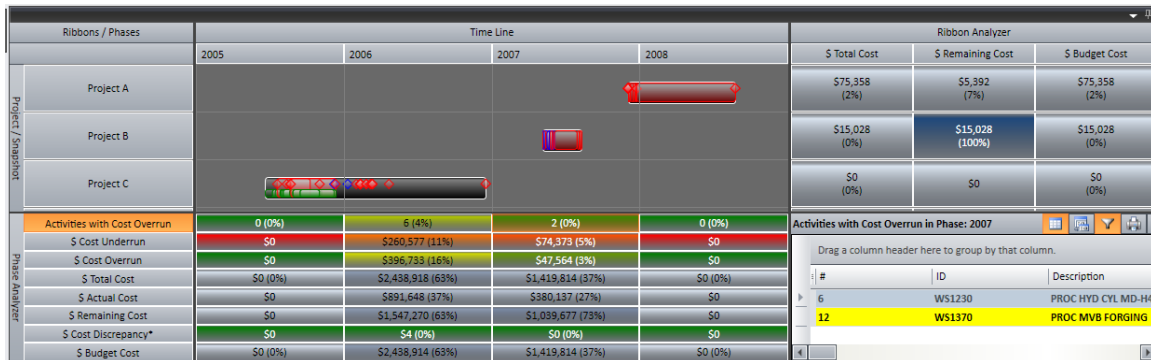 Ribbons / Phases Time Line Ribbon Analyzer
2005 2006 2007 2008 $ Total Cost $ Remaining Cost $ Budget Cost
Project / Snapshot
Project A $75,358 $5,392 $75,358
(2%) (7%) (2%)
Project B $15,028 $15,028 $15,028
(0%) (100%) (0%)
Project C $0 $0 $0
(0%) (0%)
Phase Analyzer
Activities with Cost Overrun 0 (0%) 6 (4%) 2 (0%) 0 (0%) Activities with Cost Overrun in Phase: 2007
$ Cost Underrun $0 $260,577 (11%) $74,373 (5%) $0 Drag a column header here to group by that column.
$ Cost Overrun $0 $396,733 (16%) $47,564 (3%) $0
$ Total Cost $0 (0%) $2,438,918 (63%) $1,419,814 (37%) $0 (0%) # ID Description
$ Actual Cost $0 $891,648 (37%) $380,137 (27%) $0 6 WS1230 PROC HYD CYL MD-H4
$ Remaining Cost $0 $1,547,270 (63%) $1,039,677 (73%) $0 12 WS1370 PROC MVB FORGING
$ Cost Discrepancy* $0 $4 (0%) $0 (0%) $0
$ Budget Cost $0 (0%) $2,438,914 (63%) $1,419,814 (37%) $0 (0%)